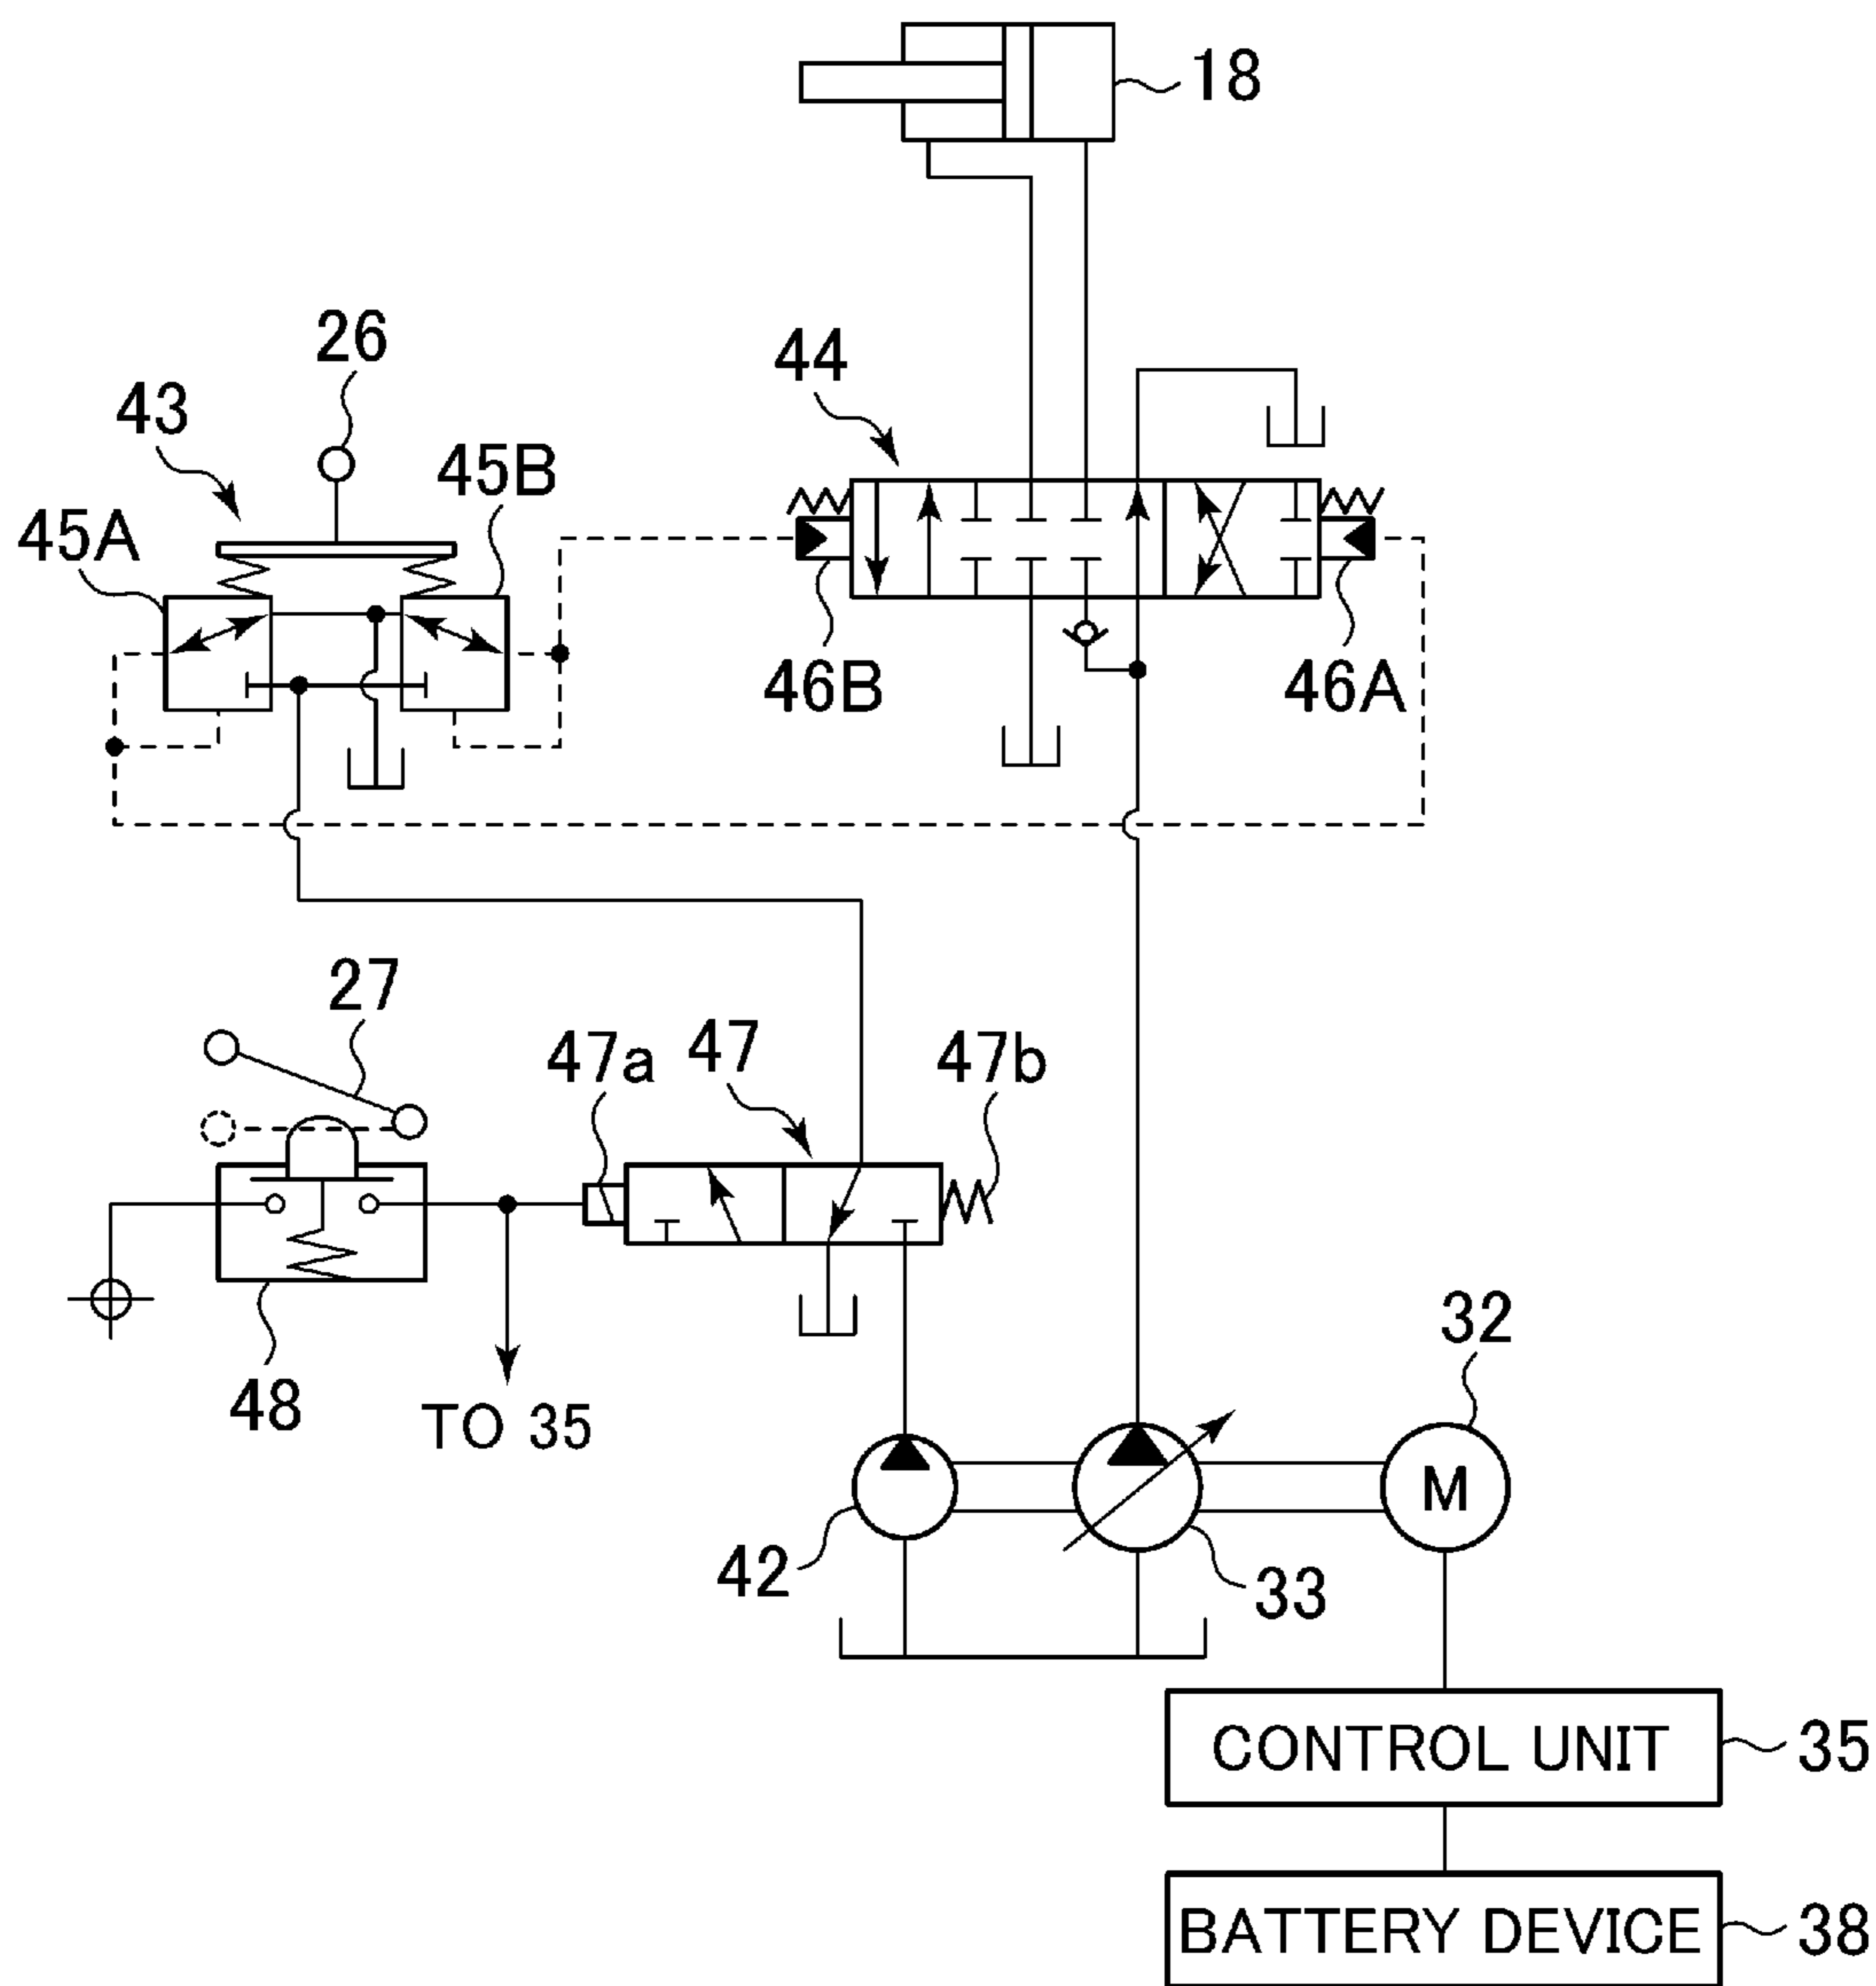 18
26
44
43
45B
45A
46B
46A
27
47a
47
47b
32
48
TO 35
M
42
33
CONTROL UNIT
35
BATTERY DEVICE
38